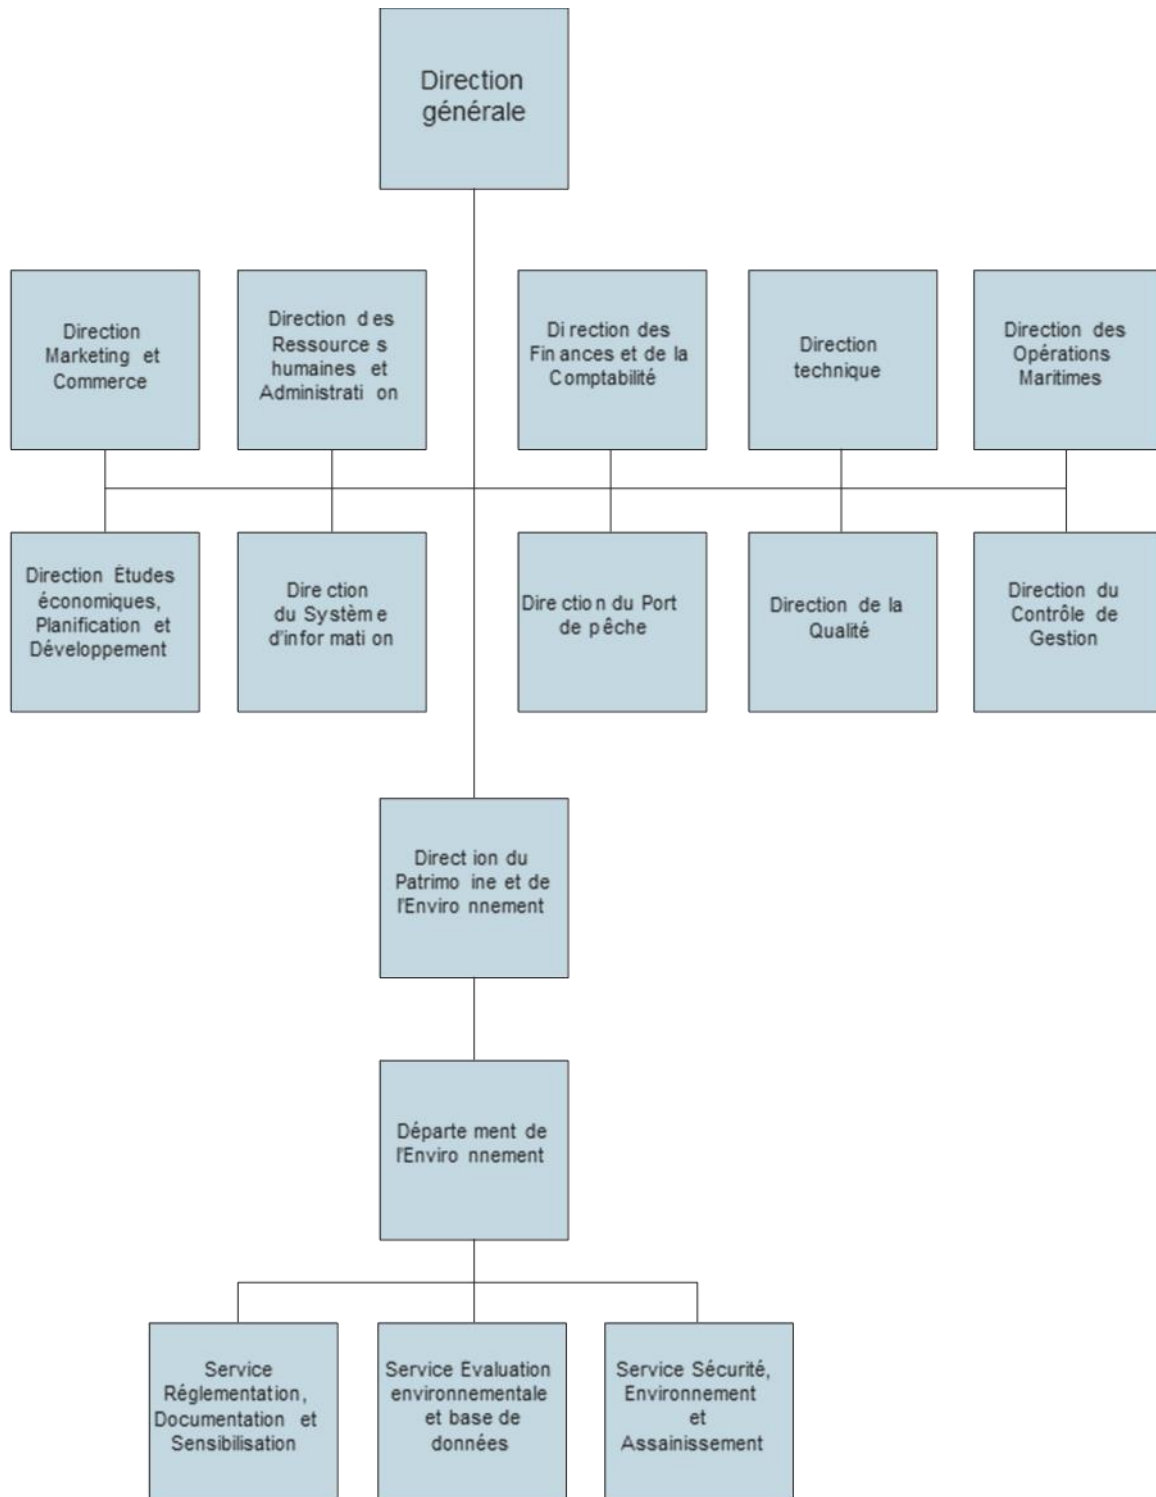 Direction
générale
Direction
Marketing et
Commerce
Direction des
Ressources
humaines et
Administration
Direction des
Finances et de la
Comptabilité
Direction
technique
Direction des
Opérations
Maritimes
Direction Études
économiques,
Planification et
Développement
Direction
du Système
d'information
Direction du Port
de pêche
Direction de la
Qualité
Direction du
Contrôle de
Gestion
Direction du
Patrimoine et de
l'Environnement
Département de
l'Environnement
Service
Réglementation,
Documentation et
Sensibilisation
Service Evaluation
environnementale
et base de
données
Service Sécurité,
Environnement
et
Assainissement